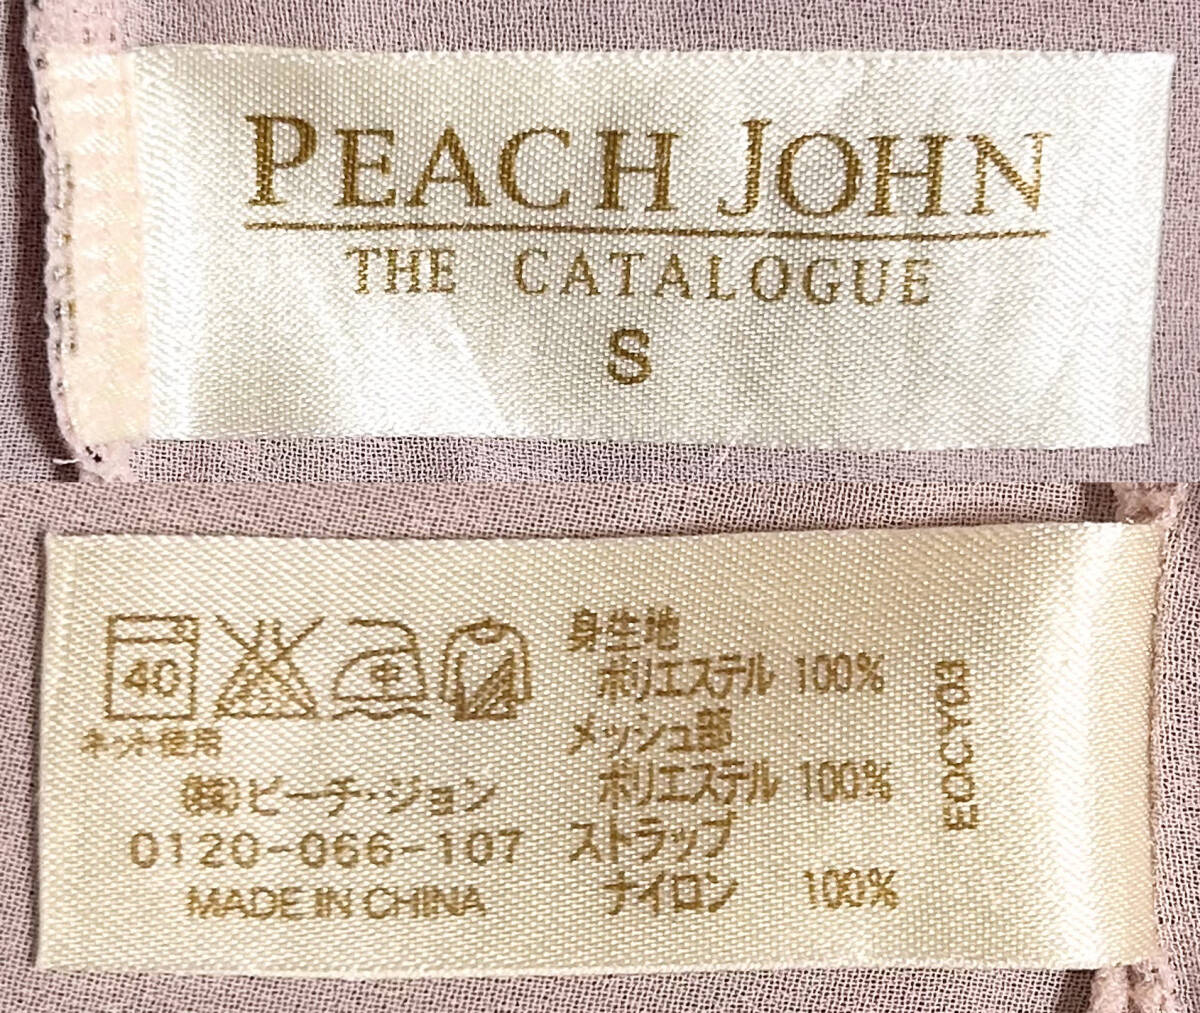 PEACH JOHN
THE CATALOGUE
S
40
中
ネット使用
(株)ピーチ・ジョン
0120-066-107
MADE IN CHINA
身生地
ポリエステル 100%
メッシュ部
ポリエステル 100%
ストラップ
ナイロン 100%
EDCY03